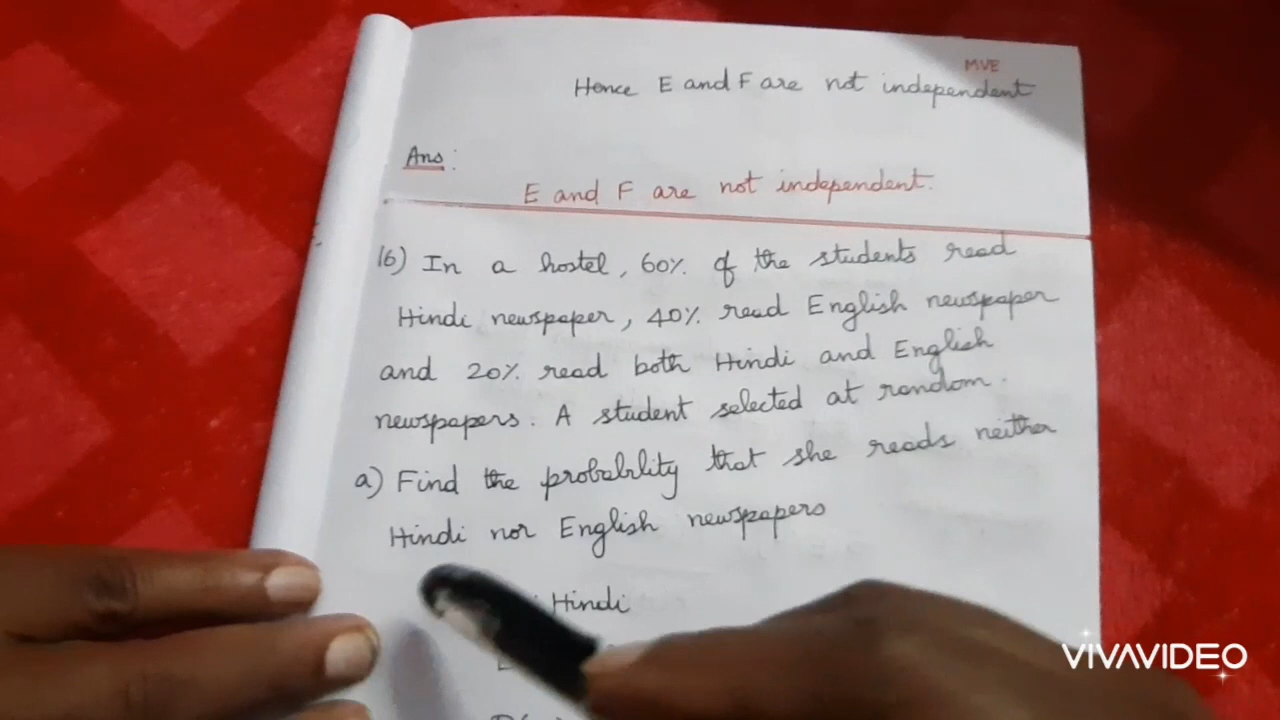 MVE
Hence E and F are not independent
Ans:
E and F are not independent.
16) In a hostel, 60% of the students read
Hindi newspaper, 40% read English newspaper
and 20% read both Hindi and English
newspapers. A student selected at random.
a) Find the probability that she reads neither
Hindi nor English newspapers
Hindi
VIVAVIDEO